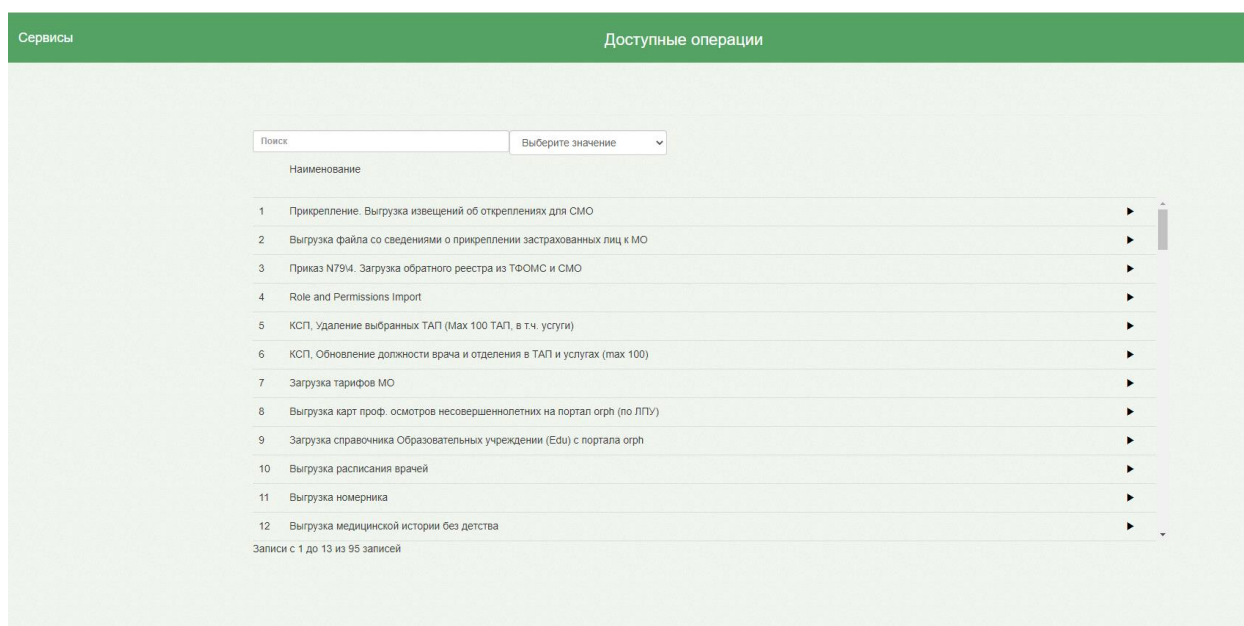 Сервисы
Доступные операции
Поиск
Выберите значение
Наименование
1 Прикрепление. Выгрузка извещений об откреплениях для СМО
2 Выгрузка файла со сведениями о прикреплении застрахованных лиц к МО
3 Приказ N79\4. Загрузка обратного реестра из ТФОМС и СМО
4 Role and Permissions Import
5 КСП, Удаление выбранных ТАП (Max 100 ТАП, в т.ч. усгуги)
6 КСП, Обновление должности врача и отделения в ТАП и услугах (max 100)
7 Загрузка тарифов МО
8 Выгрузка карт проф. осмотров несовершеннолетних на портал orph (по ЛПУ)
9 Загрузка справочника Образовательных учреждении (Edu) с портала orph
10 Выгрузка расписания врачей
11 Выгрузка номерника
12 Выгрузка медицинской истории без детства
Записи с 1 до 13 из 95 записей